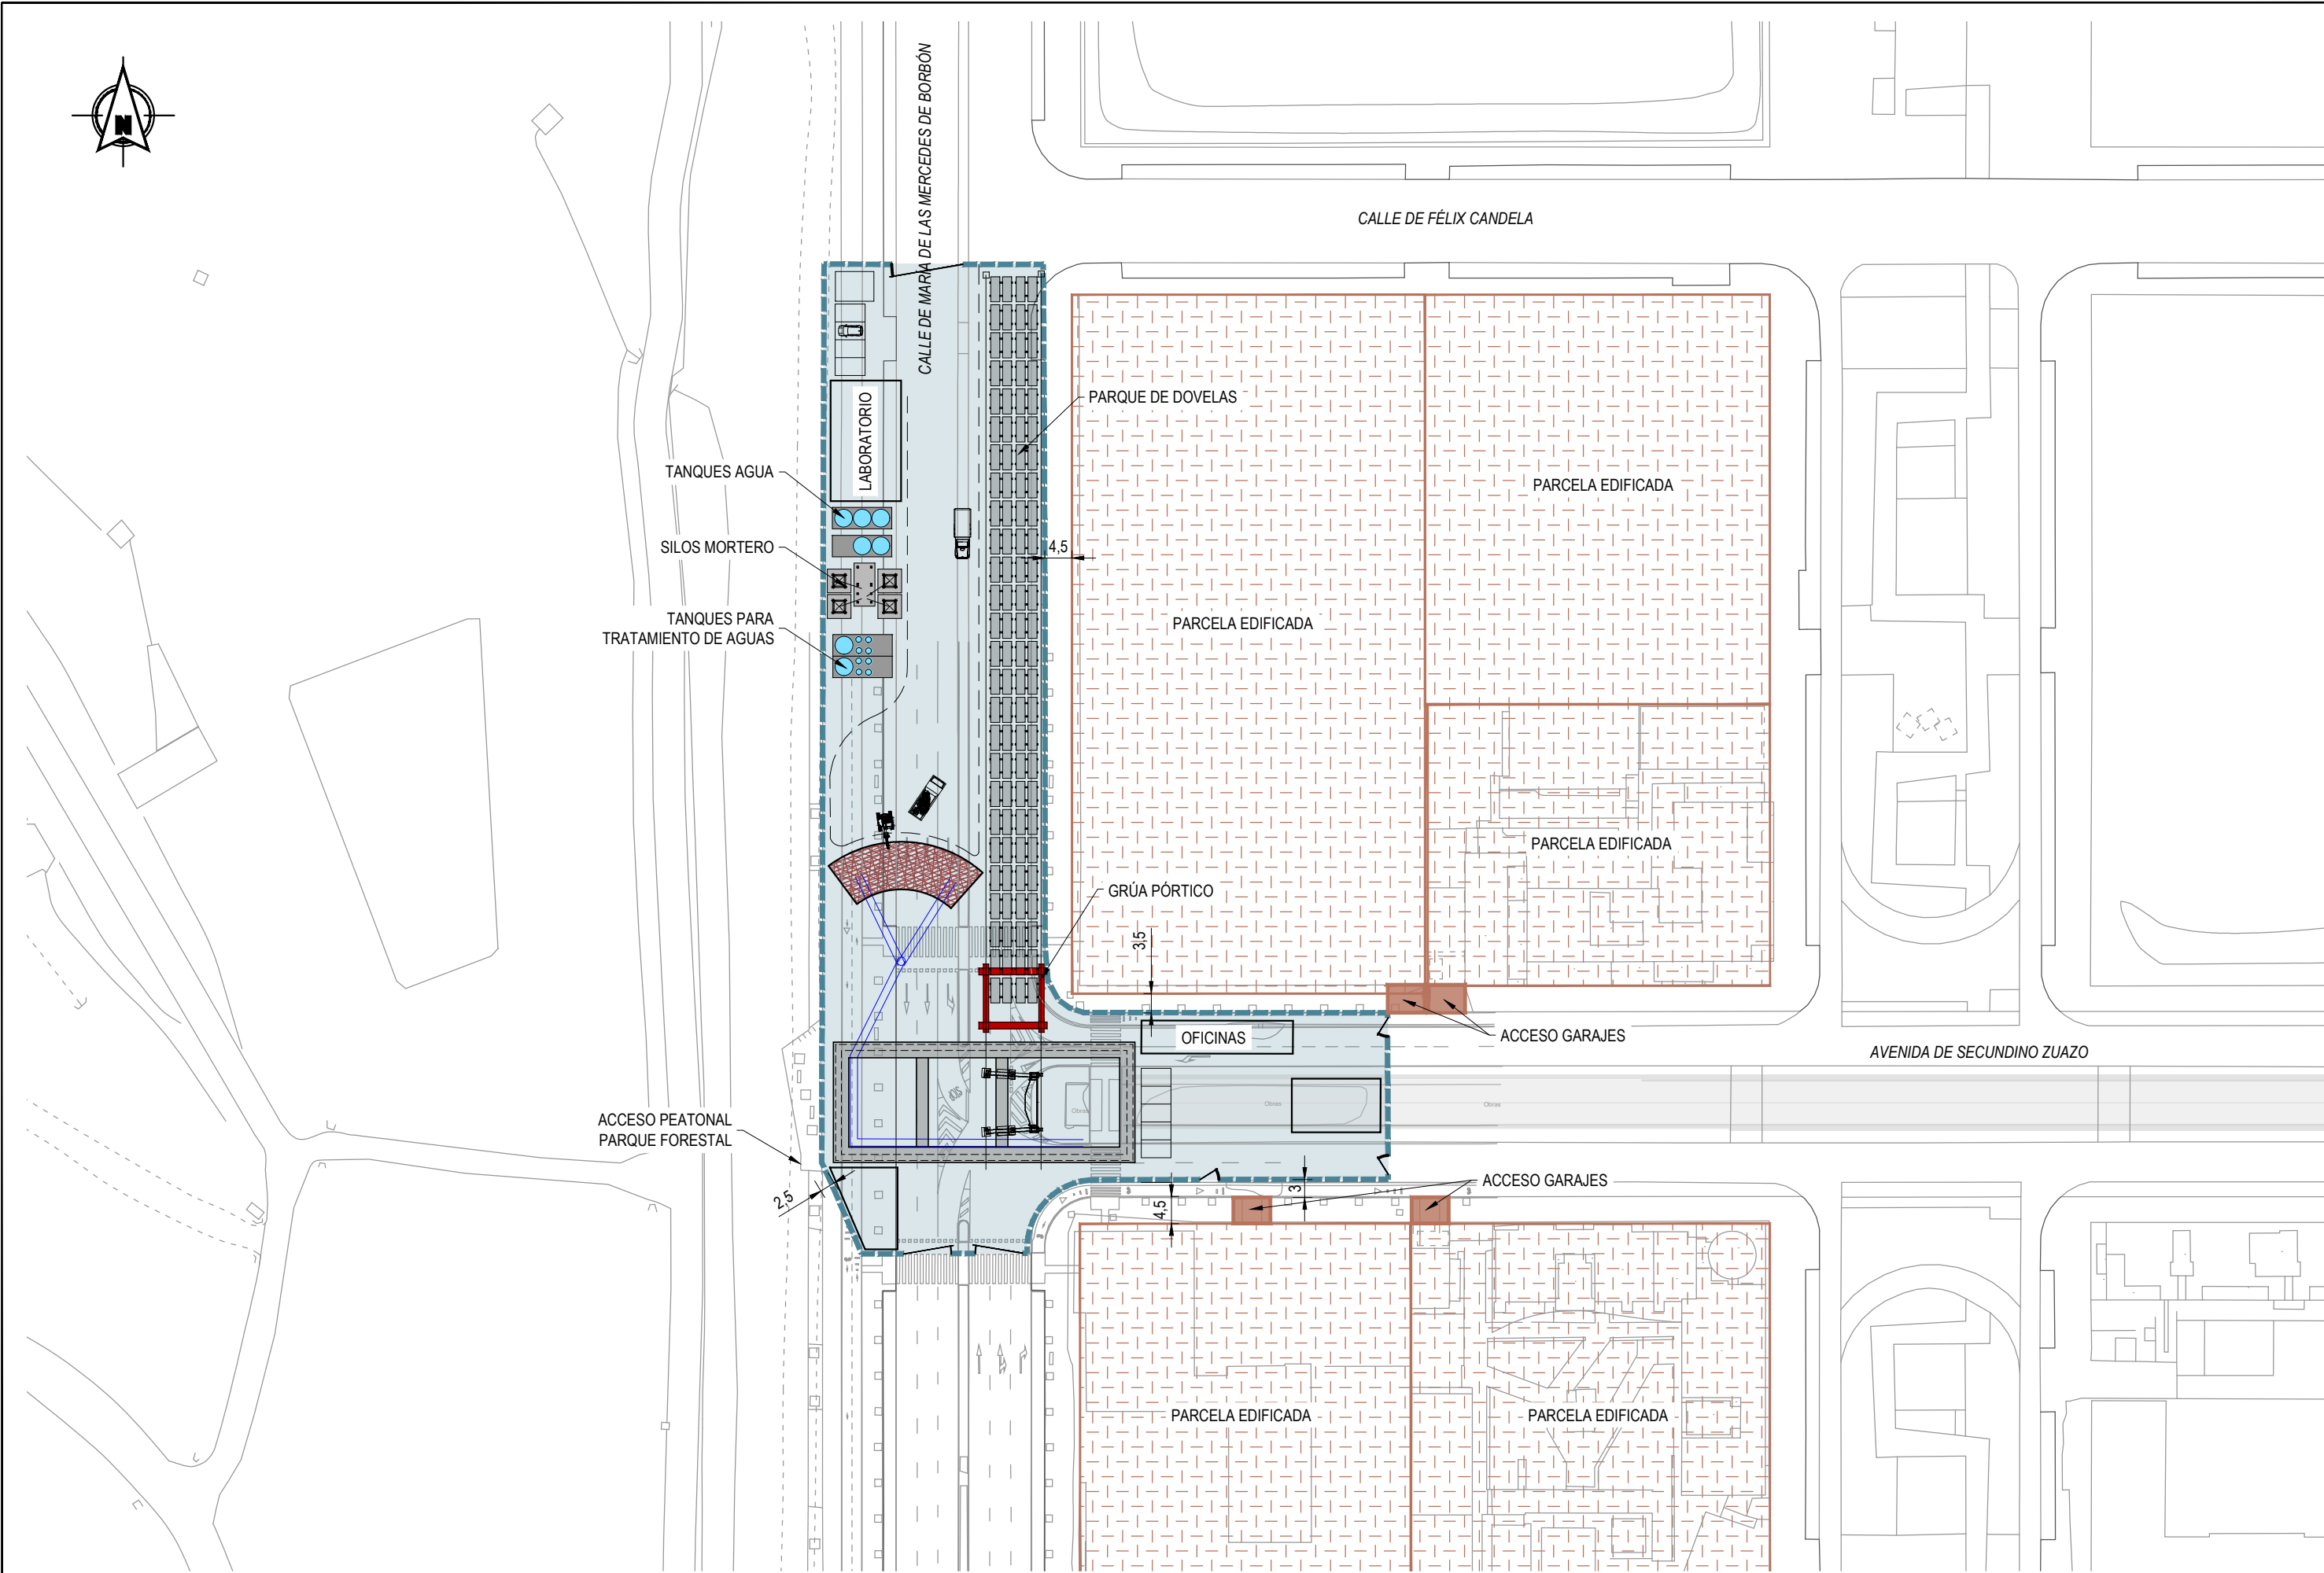 N
CALLE DE MARÍA DE LAS MERCEDES DE BORBÓN
CALLE DE FÉLIX CANDELA
PARQUE DE DOVELAS
LABORATORIO
TANQUES AGUA
PARCELA EDIFICADA
SILOS MORTERO
4,5
TANQUES PARA
TRATAMIENTO DE AGUAS
PARCELA EDIFICADA
PARCELA EDIFICADA
GRÚA PÓRTICO
3,5
OFICINAS
ACCESO GARAJES
AVENIDA DE SECUNDINO ZUAZO
Obras
Obras
Obras
ACCESO PEATONAL
PARQUE FORESTAL
2,5
3
ACCESO GARAJES
4,5
PARCELA EDIFICADA
PARCELA EDIFICADA